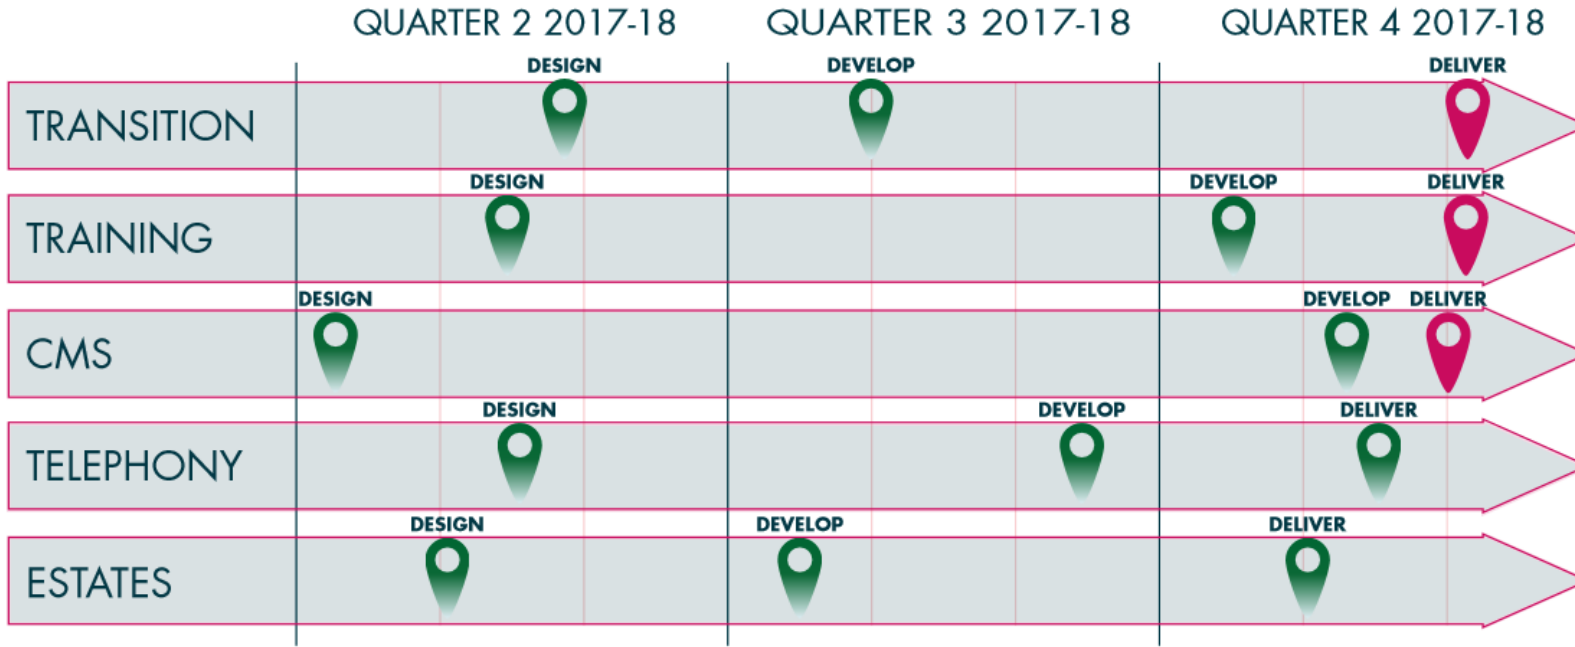 QUARTER 2 2017-18 QUARTER 3 2017-18 QUARTER 4 2017-18
DESIGN DEVELOP DELIVER
TRANSITION
DESIGN DEVELOP DELIVER
TRAINING
DESIGN DEVELOP DELIVER
CMS
DESIGN DEVELOP DELIVER
TELEPHONY
DESIGN DEVELOP DELIVER
ESTATES